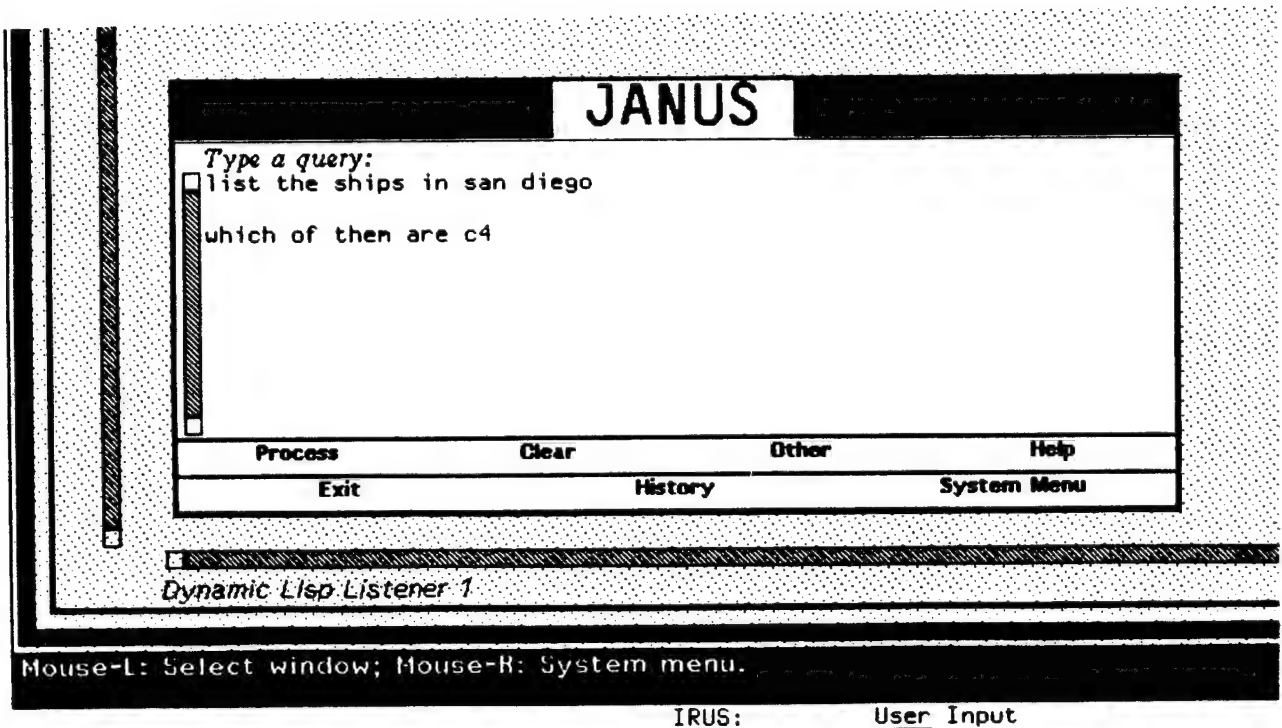 JANUS
Type a query:
list the ships in san diego
which of them are c4
Process Clear Other Help
Exit History System Menu
Dynamic Lisp Listener 1
Mouse-L: Select window; Mouse-R: System menu.
IRUS: User Input